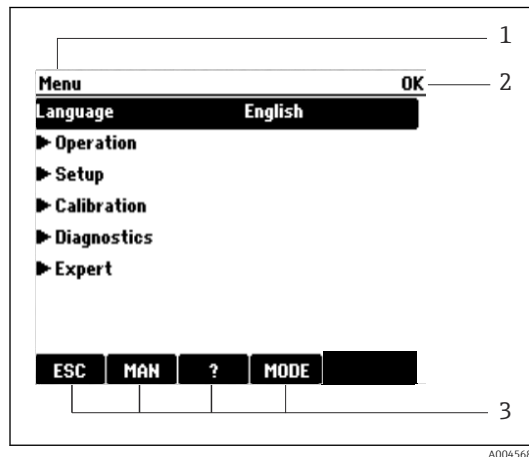 1
Menu OK 2
Language English
Operation
Setup
Calibration
Diagnostics
Expert
ESC MAN ? MODE
3